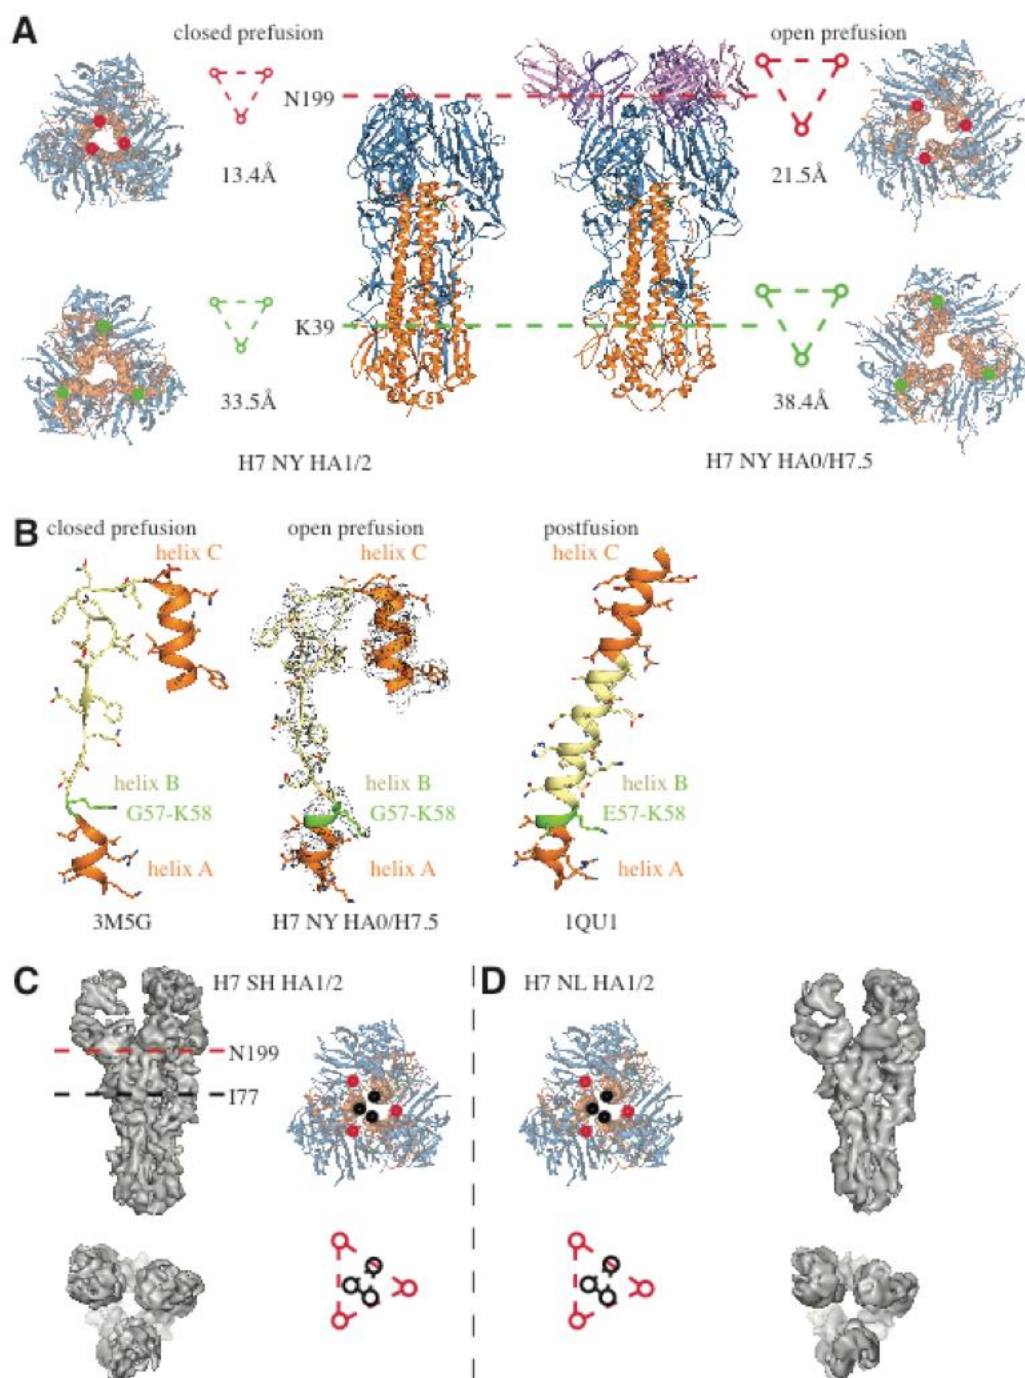 A
closed prefusion
open prefusion
N199
13.4Å
21.5Å
K39
33.5Å
38.4Å
H7 NY HA1/2
H7 NY HA0/H7.5
B
closed prefusion
open prefusion
postfusion
helix C
helix C
helix C
helix B
helix B
helix B
G57-K58
G57-K58
E57-K58
helix A
helix A
helix A
3M5G
H7 NY HA0/H7.5
1QU1
C
H7 SH HA1/2
D
H7 NL HA1/2
N199
I77